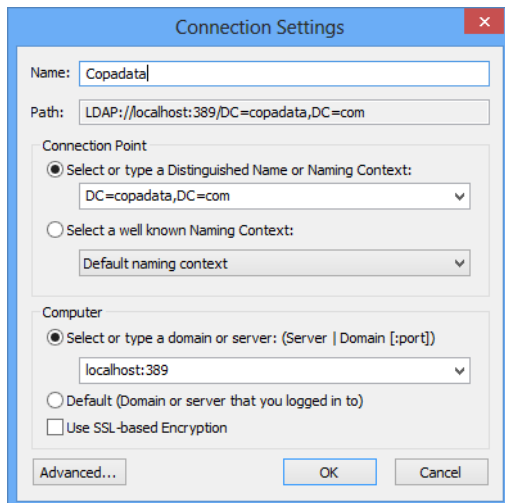 Connection Settings
Name: Copadata
Path: LDAP://localhost:389/DC=copadata,DC=com
Connection Point
Select or type a Distinguished Name or Naming Context:
DC=copadata,DC=com
Select a well known Naming Context:
Default naming context
Computer
Select or type a domain or server: (Server | Domain [:port])
localhost:389
Default (Domain or server that you logged in to)
Use SSL-based Encryption
Advanced... OK Cancel